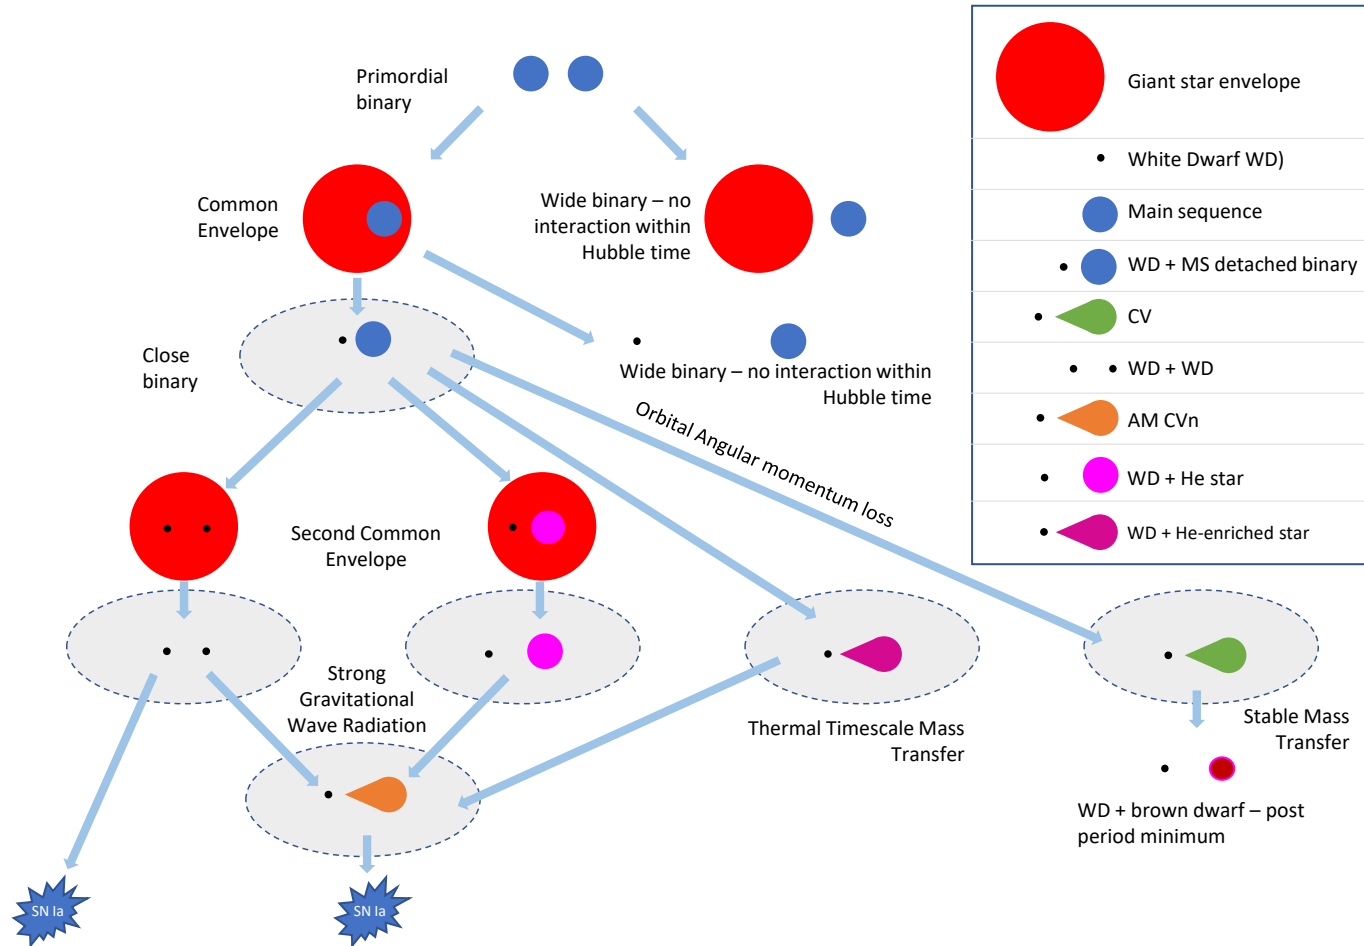 Primordial
binary
Common
Envelope
Wide binary – no
interaction within
Hubble time
Close
binary
Wide binary – no interaction within
Hubble time
Orbital Angular momentum loss
Second Common
Envelope
Strong
Gravitational
Wave Radiation
Thermal Timescale Mass
Transfer
Stable Mass
Transfer
WD + brown dwarf – post
period minimum
SN Ia
SN Ia
Giant star envelope
White Dwarf WD)
Main sequence
WD + MS detached binary
CV
WD + WD
AM CVn
WD + He star
WD + He-enriched star